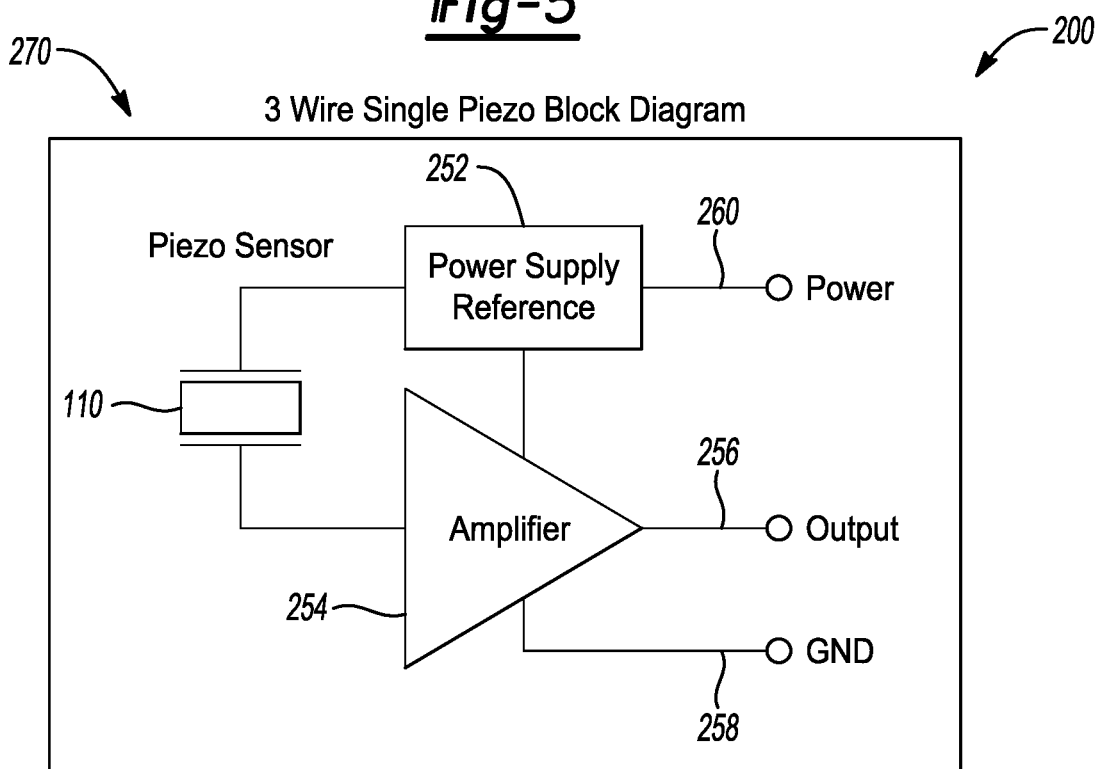 Fig-5
270
200
3 Wire Single Piezo Block Diagram
252
260
Piezo Sensor
Power Supply
Reference
Power
110
256
Amplifier
Output
254
GND
258